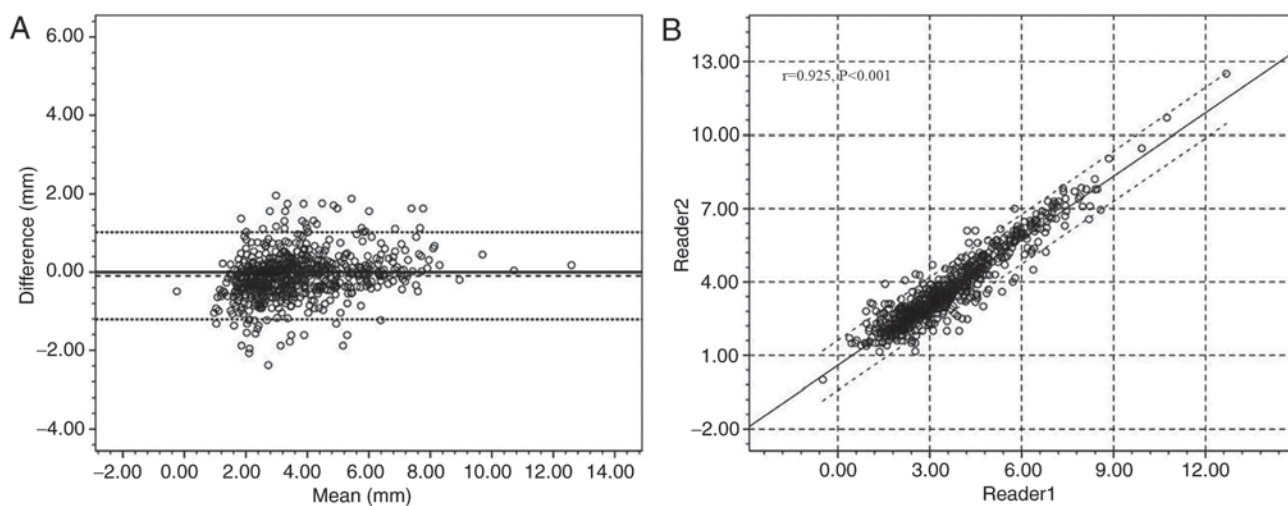 A
6.00
4.00
2.00
0.00
−2.00
−4.00
Difference (mm)
−2.00 0.00 2.00 4.00 6.00 8.00 10.00 12.00 14.00
Mean (mm)
B
r=0.925, P<0.001
13.00
10.00
7.00
4.00
1.00
−2.00
Reader2
0.00 3.00 6.00 9.00 12.00
Reader1